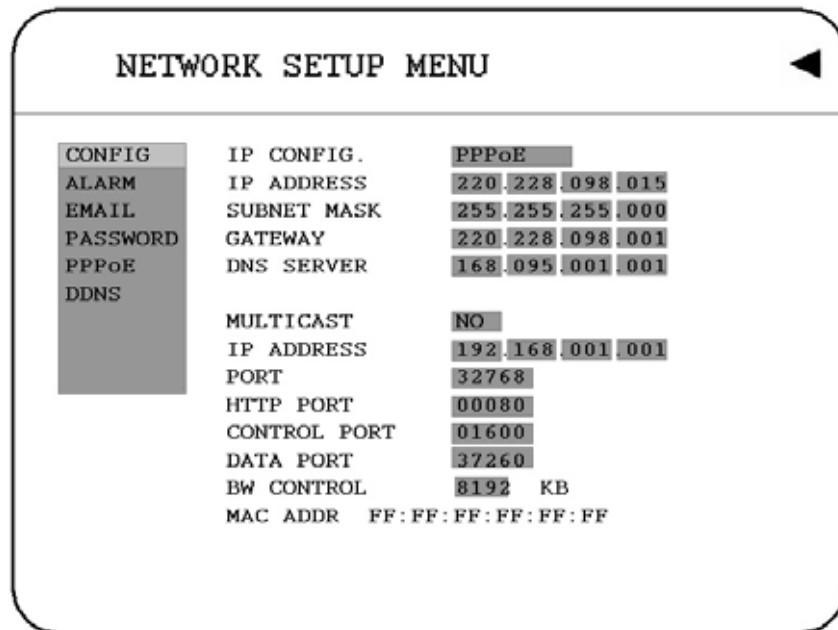 NETWORK SETUP MENU
CONFIG IP CONFIG. PPPoE
ALARM IP ADDRESS 220.228.098.015
EMAIL SUBNET MASK 255.255.255.000
PASSWORD GATEWAY 220.228.098.001
PPPoE DNS SERVER 168.095.001.001
DDNS
MULTICAST NO
IP ADDRESS 192.168.001.001
PORT 32768
HTTP PORT 00080
CONTROL PORT 01600
DATA PORT 37260
BW CONTROL 8192 KB
MAC ADDR FF:FF:FF:FF:FF:FF